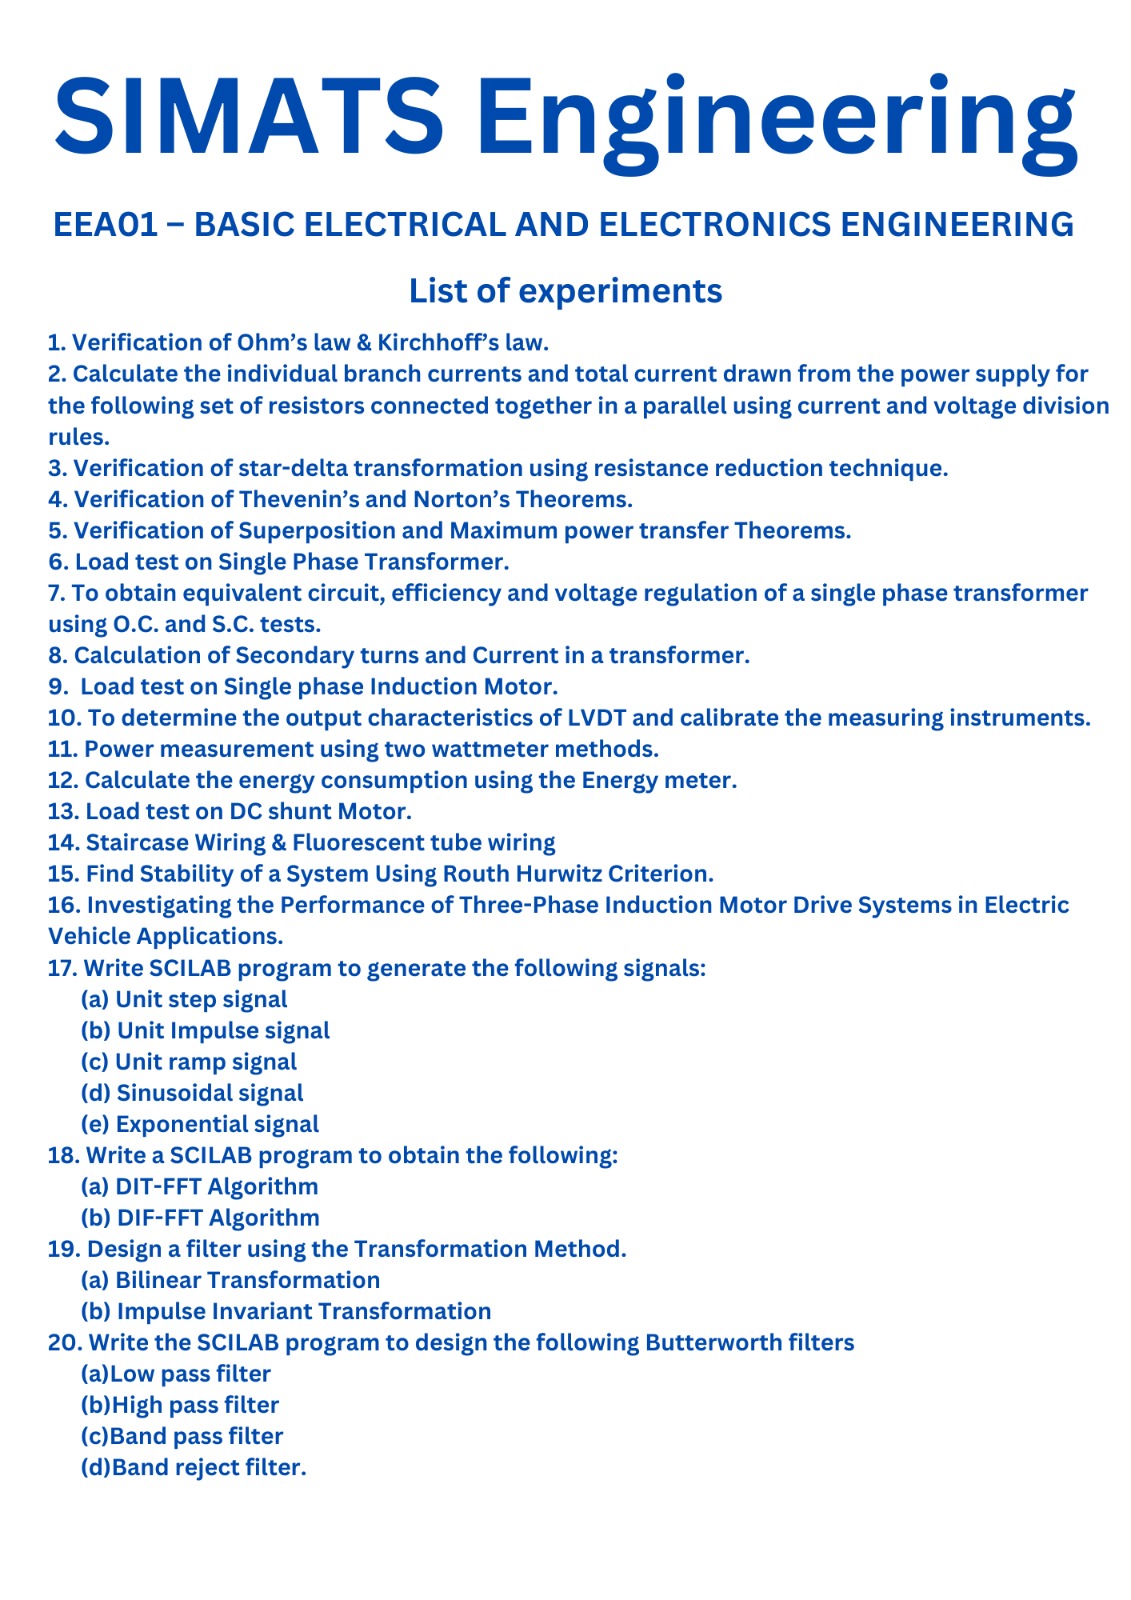 SIMATS Engineering
EEA01 – BASIC ELECTRICAL AND ELECTRONICS ENGINEERING
List of experiments
1. Verification of Ohm’s law & Kirchhoff’s law.
2. Calculate the individual branch currents and total current drawn from the power supply for
the following set of resistors connected together in a parallel using current and voltage division
rules.
3. Verification of star-delta transformation using resistance reduction technique.
4. Verification of Thevenin’s and Norton’s Theorems.
5. Verification of Superposition and Maximum power transfer Theorems.
6. Load test on Single Phase Transformer.
7. To obtain equivalent circuit, efficiency and voltage regulation of a single phase transformer
using O.C. and S.C. tests.
8. Calculation of Secondary turns and Current in a transformer.
9.  Load test on Single phase Induction Motor.
10. To determine the output characteristics of LVDT and calibrate the measuring instruments.
11. Power measurement using two wattmeter methods.
12. Calculate the energy consumption using the Energy meter.
13. Load test on DC shunt Motor.
14. Staircase Wiring & Fluorescent tube wiring
15. Find Stability of a System Using Routh Hurwitz Criterion.
16. Investigating the Performance of Three-Phase Induction Motor Drive Systems in Electric
Vehicle Applications.
17. Write SCILAB program to generate the following signals:
(a) Unit step signal
(b) Unit Impulse signal
(c) Unit ramp signal
(d) Sinusoidal signal
(e) Exponential signal
18. Write a SCILAB program to obtain the following:
(a) DIT-FFT Algorithm
(b) DIF-FFT Algorithm
19. Design a filter using the Transformation Method.
(a) Bilinear Transformation
(b) Impulse Invariant Transformation
20. Write the SCILAB program to design the following Butterworth filters
(a)Low pass filter
(b)High pass filter
(c)Band pass filter
(d)Band reject filter.